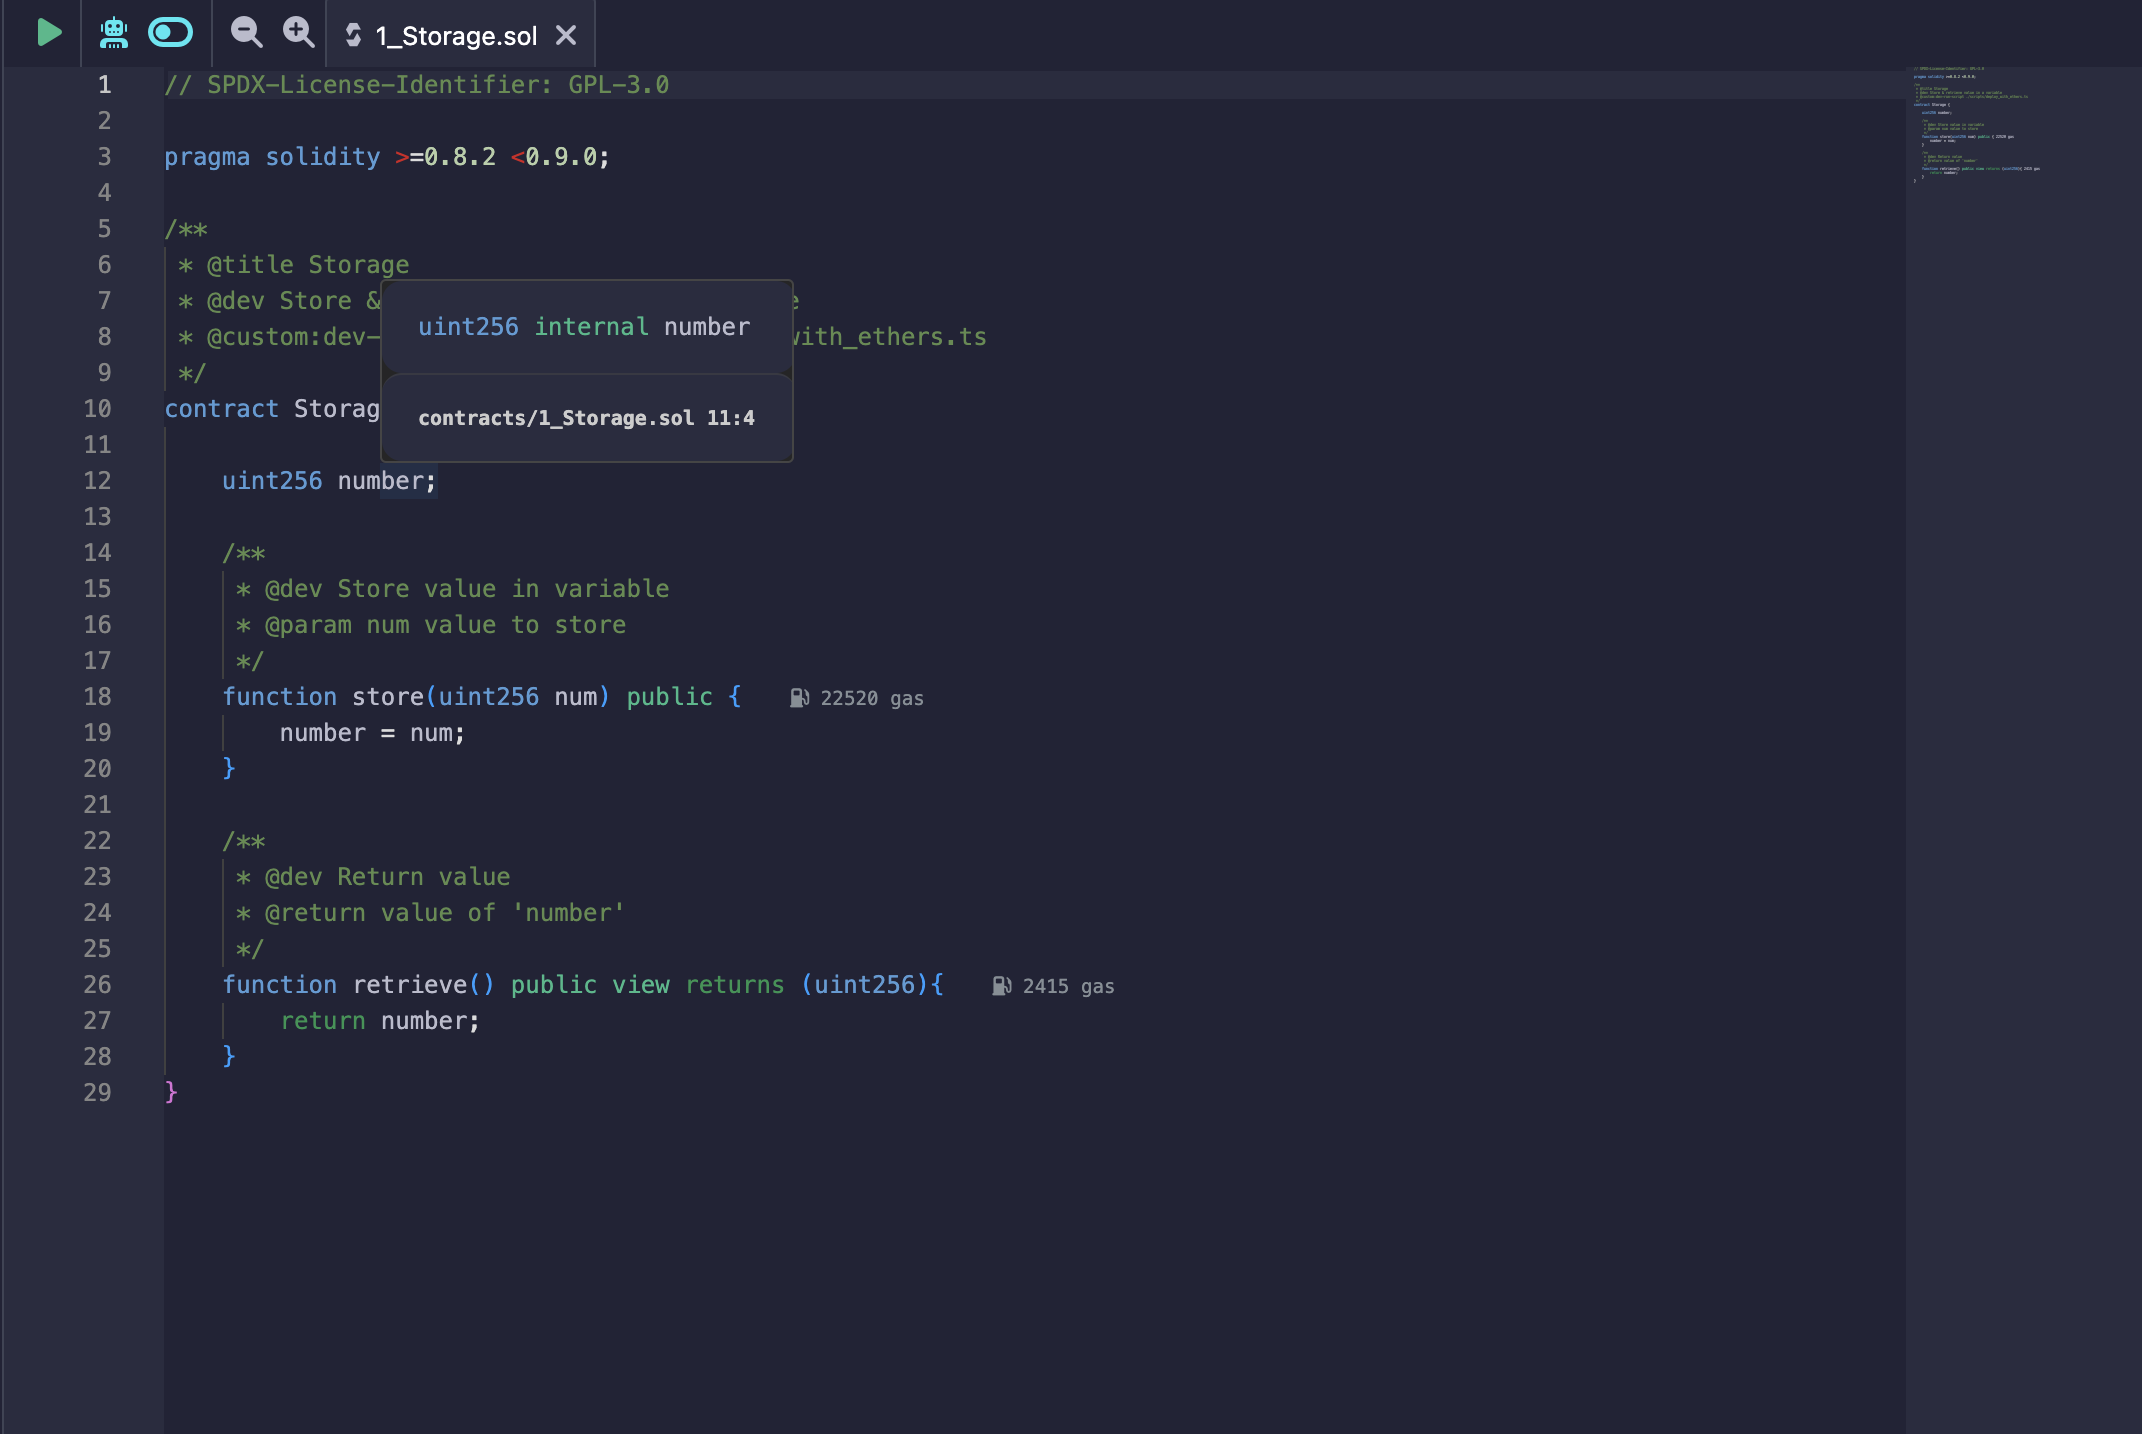 1_Storage.sol
1 // SPDX-License-Identifier: GPL-3.0
2
3 pragma solidity >=0.8.2 <0.9.0;
4
5 /**
6  * @title Storage
7  * @dev Store &
8  * @custom:dev- with_ethers.ts
9  */
10 contract Storag
uint256 internal number
contracts/1_Storage.sol 11:4
11
12     uint256 number;
13
14     /**
15      * @dev Store value in variable
16      * @param num value to store
17      */
18     function store(uint256 num) public { 22520 gas
19         number = num;
20     }
21
22     /**
23      * @dev Return value
24      * @return value of 'number'
25      */
26     function retrieve() public view returns (uint256){ 2415 gas
27         return number;
28     }
29 }